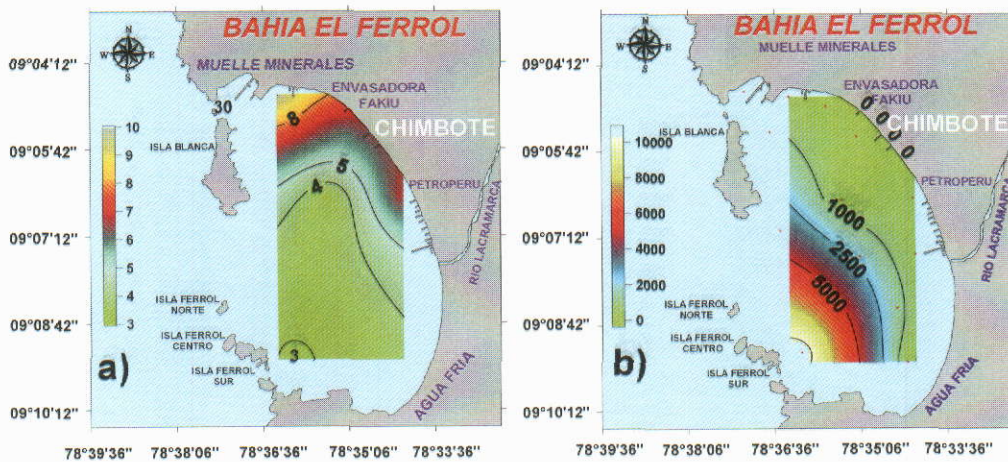 BAHIA EL FERROL
N
W E
S
MUELLE MINERALES
ENVASADORA
FAKIU
CHIMBOTE
30
ISLA BLANCA
8
5
4
3
PETROPERU
RIO LACRAMARCA
ISLA FERROL
NORTE
ISLA FERROL
CENTRO
ISLA FERROL
SUR
AGUA FRIA
a)
10
9
8
7
6
5
4
3
09°04'12"
09°05'42"
09°07'12"
09°08'42"
09°10'12"
78°39'36"
78°38'06"
78°36'36"
78°35'06"
78°33'36"
BAHIA EL FERROL
N
W E
S
MUELLE MINERALES
ENVASADORA
FAKIU
0 0 0 0
CHIMBOTE
ISLA BLANCA
PETROPERU
1000
2500
5000
RIO LACRAMARCA
ISLA FERROL
NORTE
ISLA FERROL
CENTRO
ISLA FERROL
SUR
AGUA FRIA
b)
10000
8000
6000
4000
2000
0
09°04'12"
09°05'42"
09°07'12"
09°08'42"
09°10'12"
78°39'36"
78°38'06"
78°36'36"
78°35'06"
78°33'36"